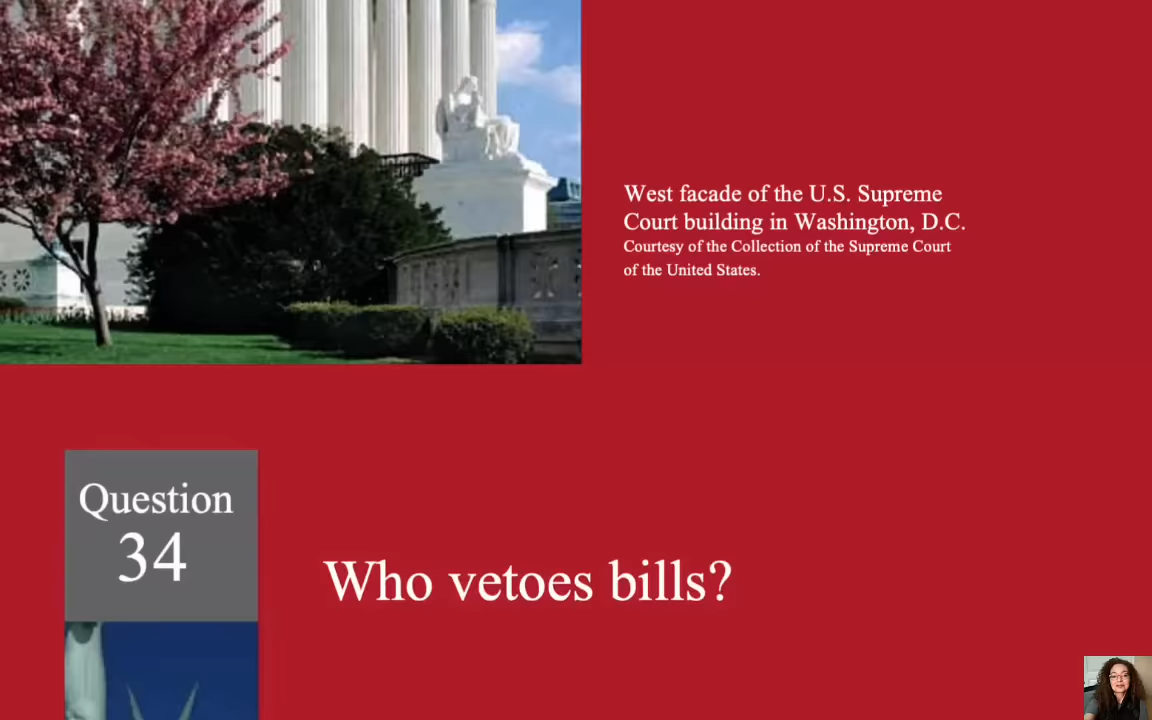 West facade of the U.S. Supreme
Court building in Washington, D.C.
Courtesy of the Collection of the Supreme Court
of the United States.
Question
34
Who vetoes bills?